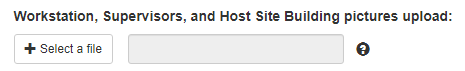 Workstation, Supervisors, and Host Site Building pictures upload:
+ Select a file ?